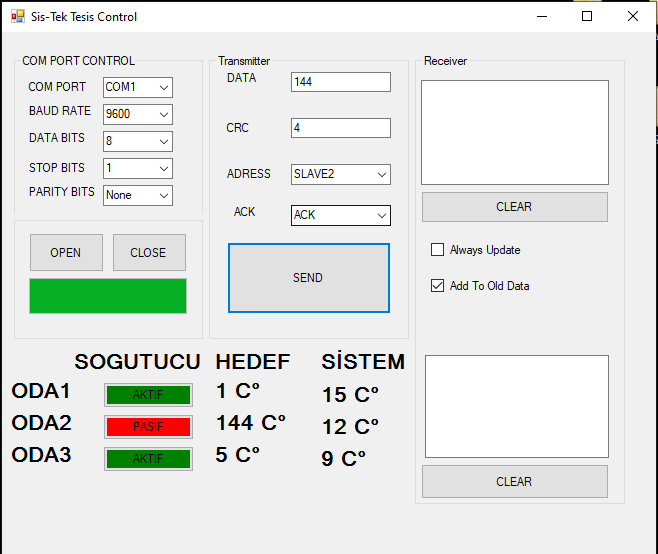 Sis-Tek Tesis Control
COM PORT CONTROL
COM PORT COM1
BAUD RATE 9600
DATA BITS 8
STOP BITS 1
PARITY BITS None
OPEN CLOSE
Transmitter
DATA 144
CRC 4
ADRESS SLAVE2
ACK ACK
SEND
Receiver
CLEAR
Always Update
Add To Old Data
CLEAR
SOGUTUCU HEDEF SİSTEM
ODA1 AKTIF 1 C° 15 C°
ODA2 PASIF 144 C° 12 C°
ODA3 AKTIF 5 C° 9 C°